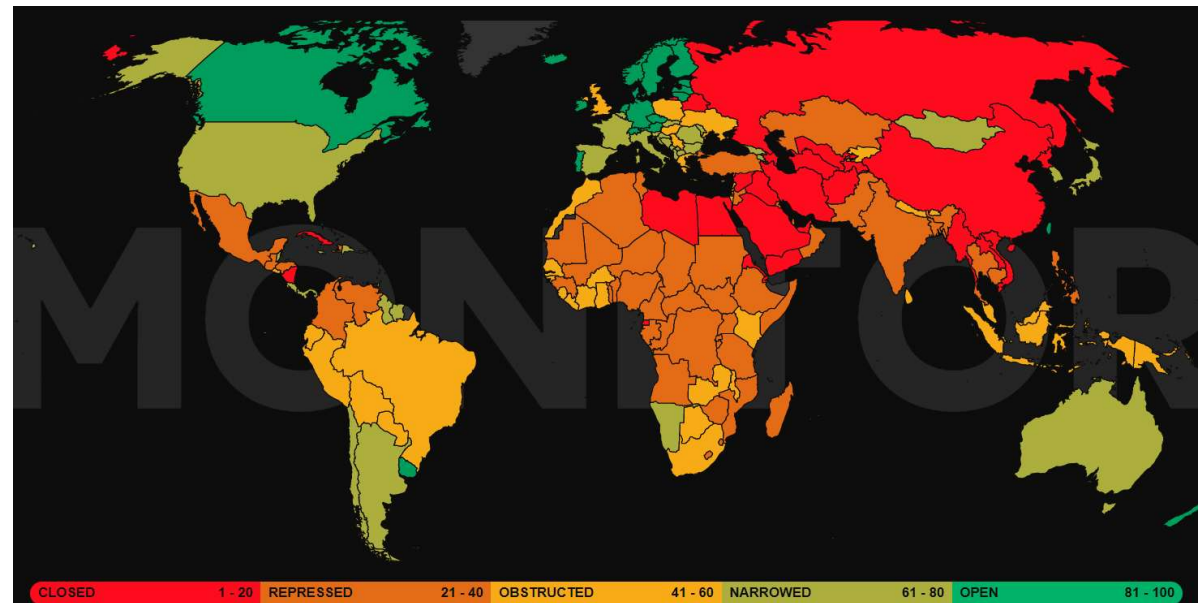 MONITOR
CLOSED 1 - 20 REPRESSED 21 - 40 OBSTRUCTED 41 - 60 NARROWED 61 - 80 OPEN 81 - 100